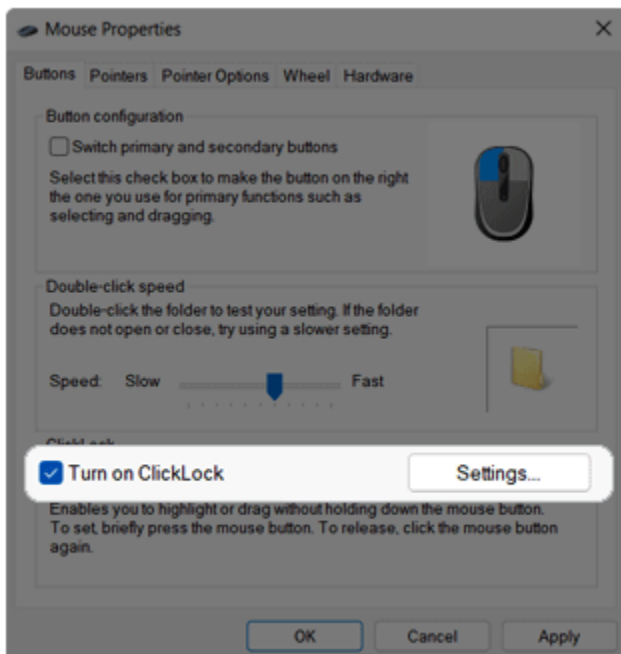 Mouse Properties
Buttons Pointers Pointer Options Wheel Hardware
Button configuration
Switch primary and secondary buttons
Select this check box to make the button on the right
the one you use for primary functions such as
selecting and dragging.
Double-click speed
Double-click the folder to test your setting. If the folder
does not open or close, try using a slower setting.
Speed: Slow Fast
ClickLock
Turn on ClickLock Settings...
Enables you to highlight or drag without holding down the mouse button.
To set, briefly press the mouse button. To release, click the mouse button
again.
OK Cancel Apply